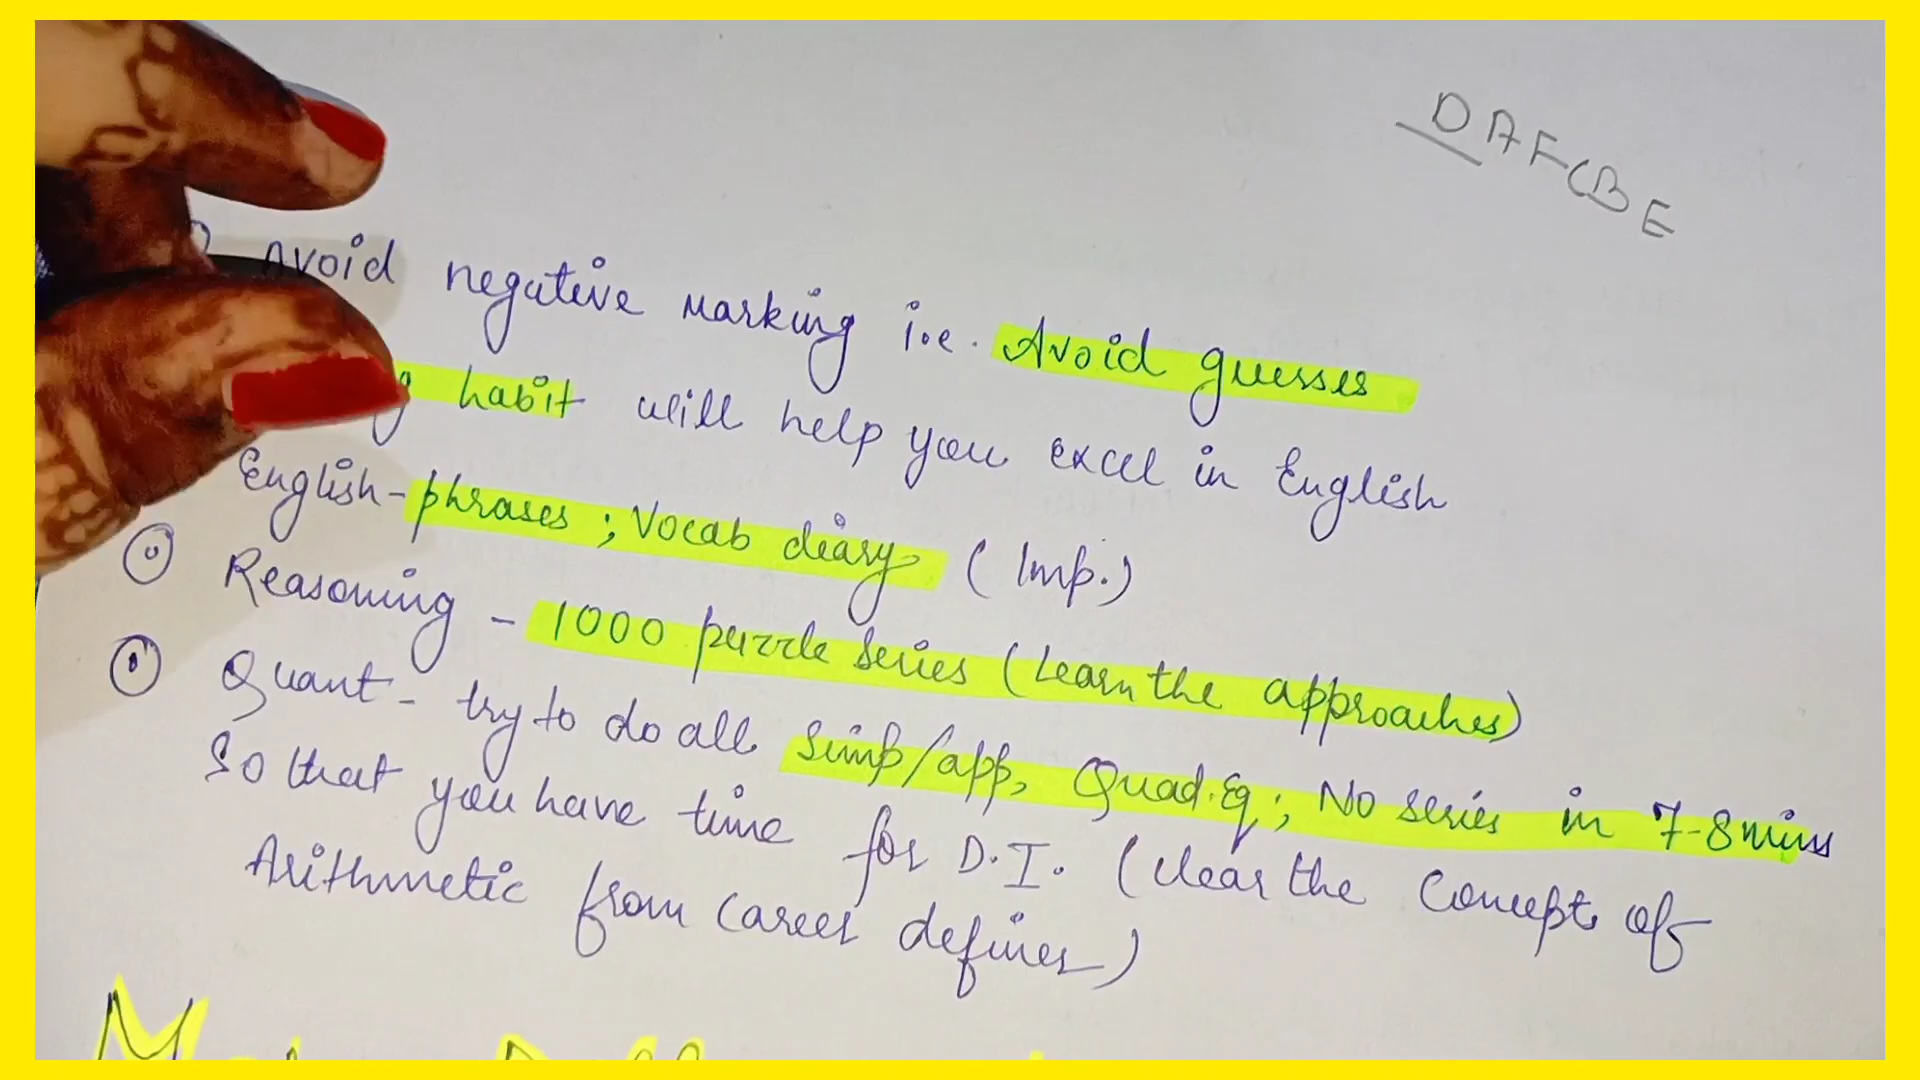 DAFCBE
Avoid negative marking i.e. Avoid guesses
habit will help you excel in English
English - phrases ; Vocab diary (Imp.)
Reasoning - 1000 puzzle series (Learn the approaches)
Quant - try to do all simp/app, Quad.Eq ; No series in 7-8 mins
So that you have time for D.I. (clear the concepts of
Arithmetic from career definer)